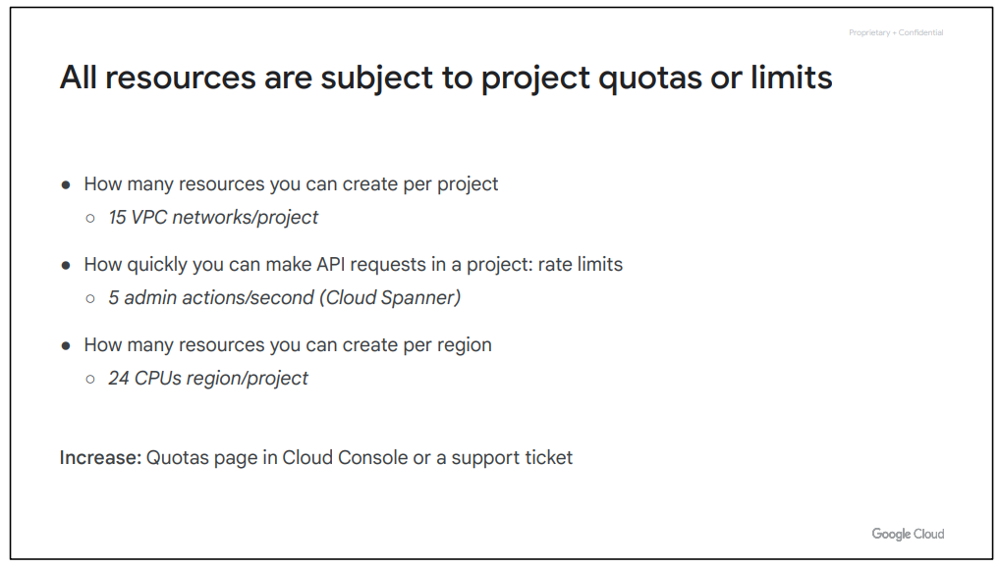 Proprietary + Confidential
All resources are subject to project quotas or limits
● How many resources you can create per project
○ 15 VPC networks/project
● How quickly you can make API requests in a project: rate limits
○ 5 admin actions/second (Cloud Spanner)
● How many resources you can create per region
○ 24 CPUs region/project
Increase: Quotas page in Cloud Console or a support ticket
Google Cloud